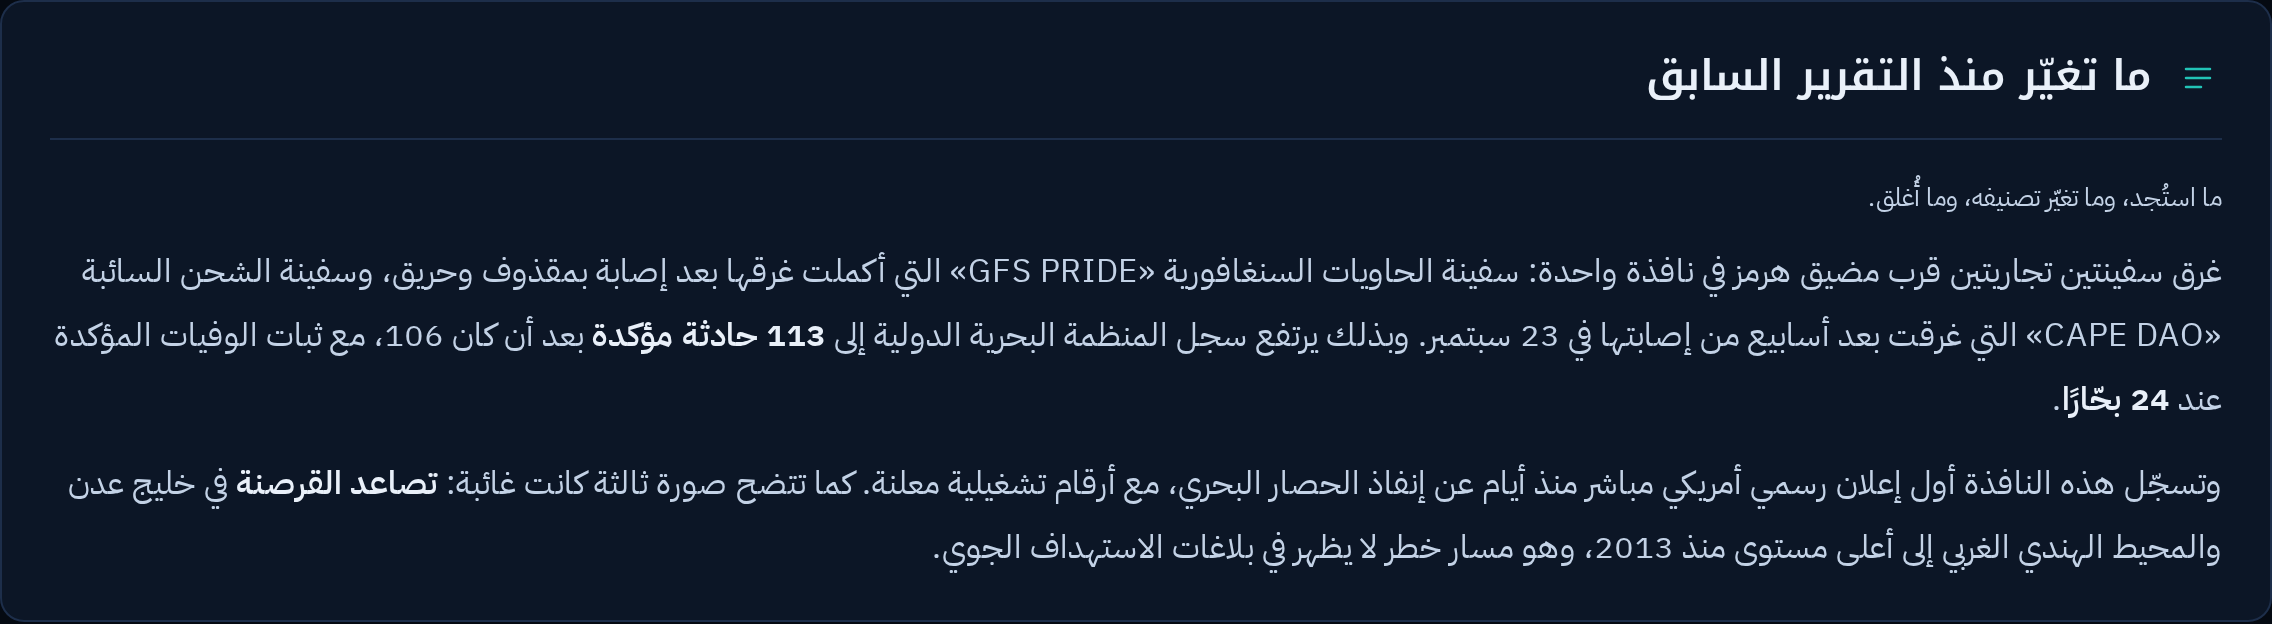 ما تغيّر منذ التقرير السابق
ما استُجد، وما تغيّر تصنيفه، وما أُغلق.
غرق سفينتين تجاريتين قرب مضيق هرمز في نافذة واحدة: سفينة الحاويات السنغافورية «GFS PRIDE» التي أكملت غرقها بعد إصابة بمقذوف وحريق، وسفينة الشحن السائبة
«CAPE DAO» التي غرقت بعد أسابيع من إصابتها في 23 سبتمبر. وبذلك يرتفع سجل المنظمة البحرية الدولية إلى 113 حادثة مؤكدة بعد أن كان 106، مع ثبات الوفيات المؤكدة
عند 24 بحّارًا.
وتسجّل هذه النافذة أول إعلان رسمي أمريكي مباشر منذ أيام عن إنفاذ الحصار البحري، مع أرقام تشغيلية معلنة. كما تتضح صورة ثالثة كانت غائبة: تصاعد القرصنة في خليج عدن
والمحيط الهندي الغربي إلى أعلى مستوى منذ 2013، وهو مسار خطر لا يظهر في بلاغات الاستهداف الجوي.